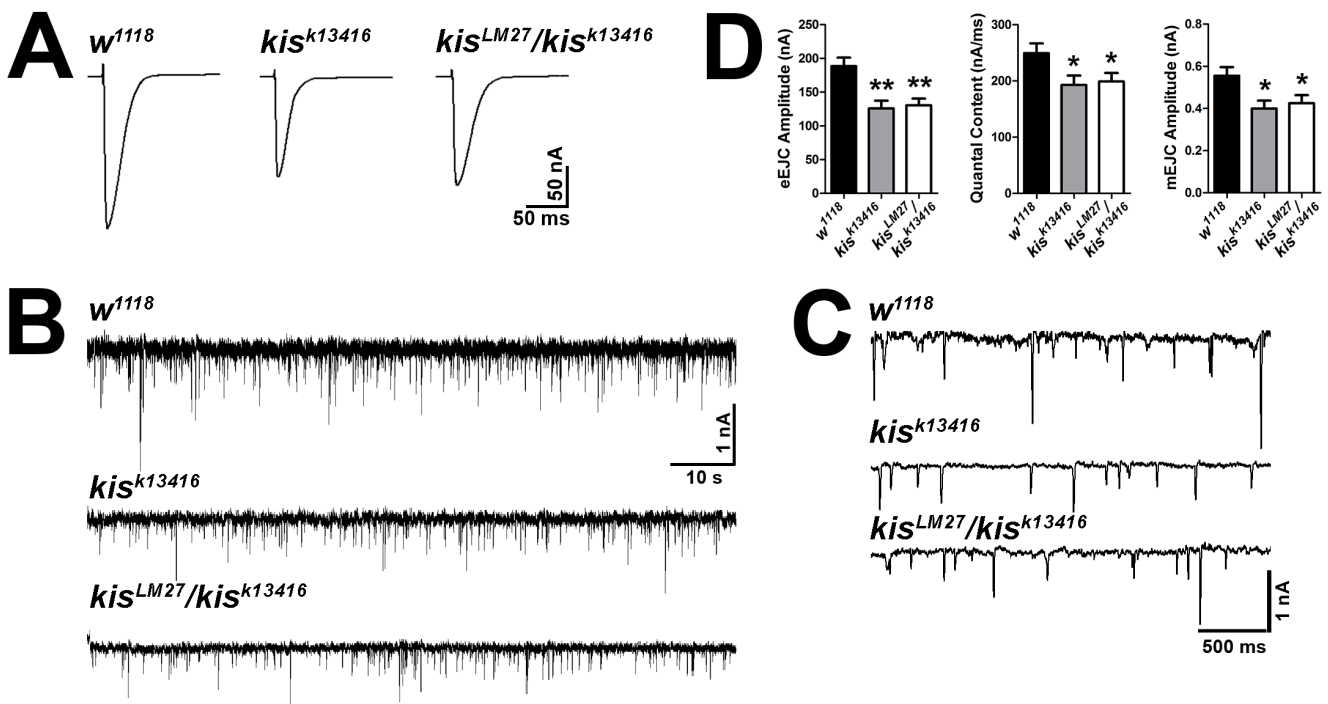 A
w1118
kisk13416
kisLM27/kisk13416
50 nA
50 ms
D
eEJC Amplitude (nA)
250
200
150
100
50
0
**
**
w1118
kisk13416
kisLM27/
kisk13416
Quantal Content (nA/ms)
300
200
100
0
*
*
w1118
kisk13416
kisLM27/
kisk13416
mEJC Amplitude (nA)
0.8
0.6
0.4
0.2
0.0
*
*
w1118
kisk13416
kisLM27/
kisk13416
B
w1118
1 nA
10 s
kisk13416
kisLM27/kisk13416
C
w1118
kisk13416
kisLM27/kisk13416
1 nA
500 ms